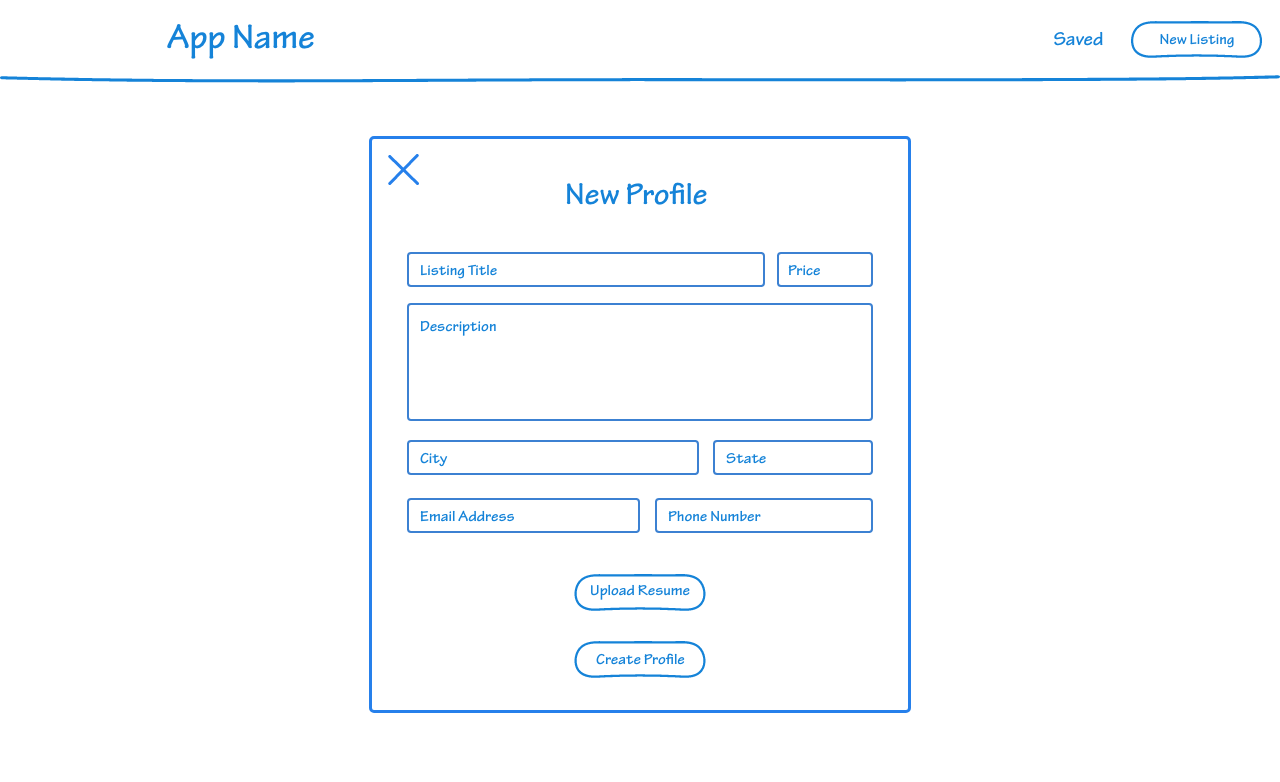 App Name
Saved
New Listing
New Profile
Listing Title
Price
Description
City
State
Email Address
Phone Number
Upload Resume
Create Profile